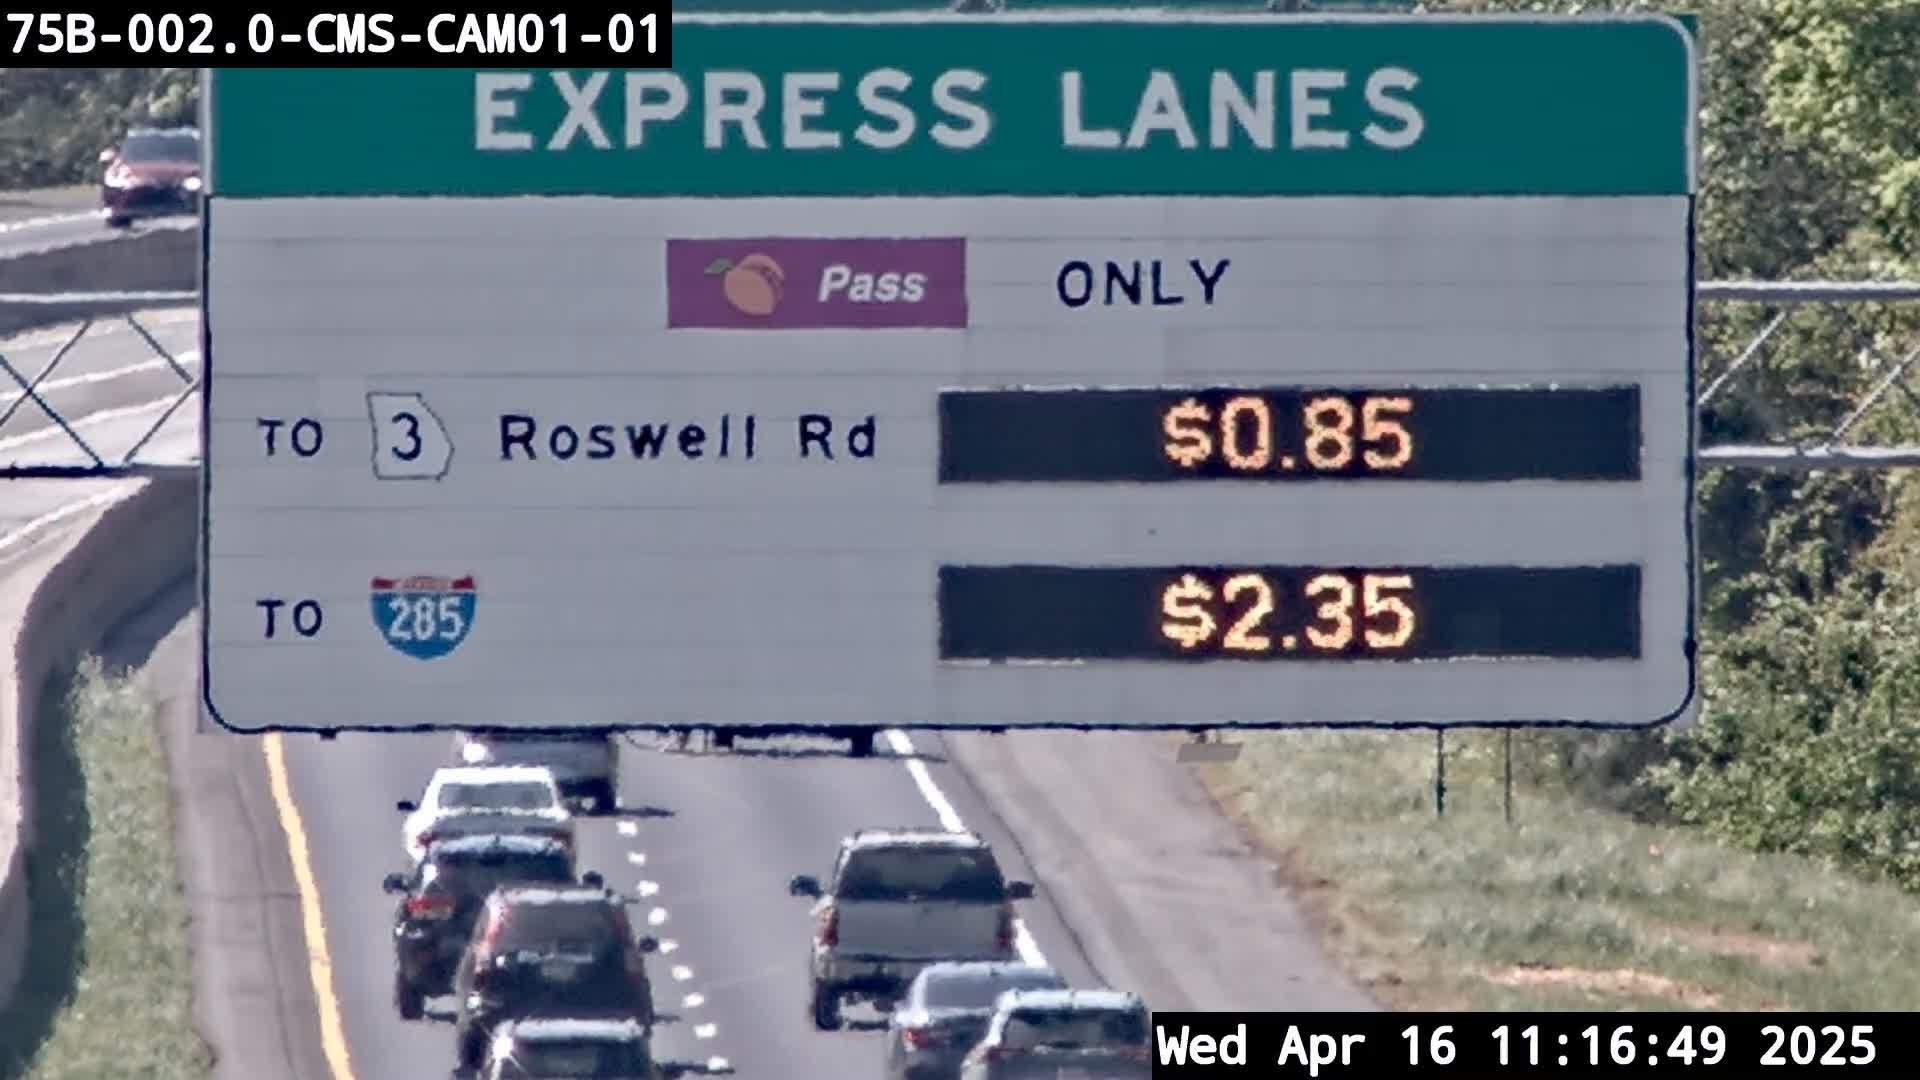 75B-002.0-CMS-CAM01-01
EXPRESS LANES
Pass ONLY
TO 3 Roswell Rd $0.85
TO 285 $2.35
Wed Apr 16 11:16:49 2025